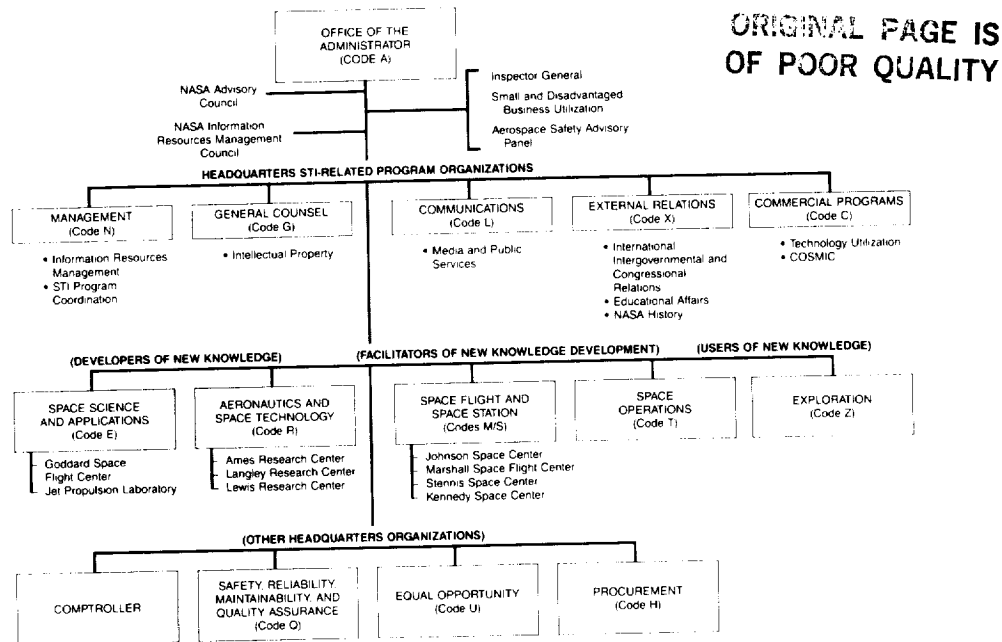 ORIGINAL PAGE IS
OF POOR QUALITY
OFFICE OF THE
ADMINISTRATOR
(CODE A)
NASA Advisory
Council
NASA Information
Resources Management
Council
Inspector General
Small and Disadvantaged
Business Utilization
Aerospace Safety Advisory
Panel
HEADQUARTERS STI-RELATED PROGRAM ORGANIZATIONS
MANAGEMENT
(Code N)
• Information Resources
Management
• STI Program
Coordination
GENERAL COUNSEL
(Code G)
• Intellectual Property
COMMUNICATIONS
(Code L)
• Media and Public
Services
EXTERNAL RELATIONS
(Code X)
• International
Intergovernmental and
Congressional
Relations
• Educational Affairs
• NASA History
COMMERCIAL PROGRAMS
(Code C)
• Technology Utilization
• COSMIC
(DEVELOPERS OF NEW KNOWLEDGE)
(FACILITATORS OF NEW KNOWLEDGE DEVELOPMENT)
(USERS OF NEW KNOWLEDGE)
SPACE SCIENCE
AND APPLICATIONS
(Code E)
Goddard Space
Flight Center
Jet Propulsion Laboratory
AERONAUTICS AND
SPACE TECHNOLOGY
(Code R)
Ames Research Center
Langley Research Center
Lewis Research Center
SPACE FLIGHT AND
SPACE STATION
(Codes M/S)
Johnson Space Center
Marshall Space Flight Center
Stennis Space Center
Kennedy Space Center
SPACE
OPERATIONS
(Code T)
EXPLORATION
(Code Z)
(OTHER HEADQUARTERS ORGANIZATIONS)
COMPTROLLER
SAFETY, RELIABILITY,
MAINTAINABILITY, AND
QUALITY ASSURANCE
(Code Q)
EQUAL OPPORTUNITY
(Code U)
PROCUREMENT
(Code H)